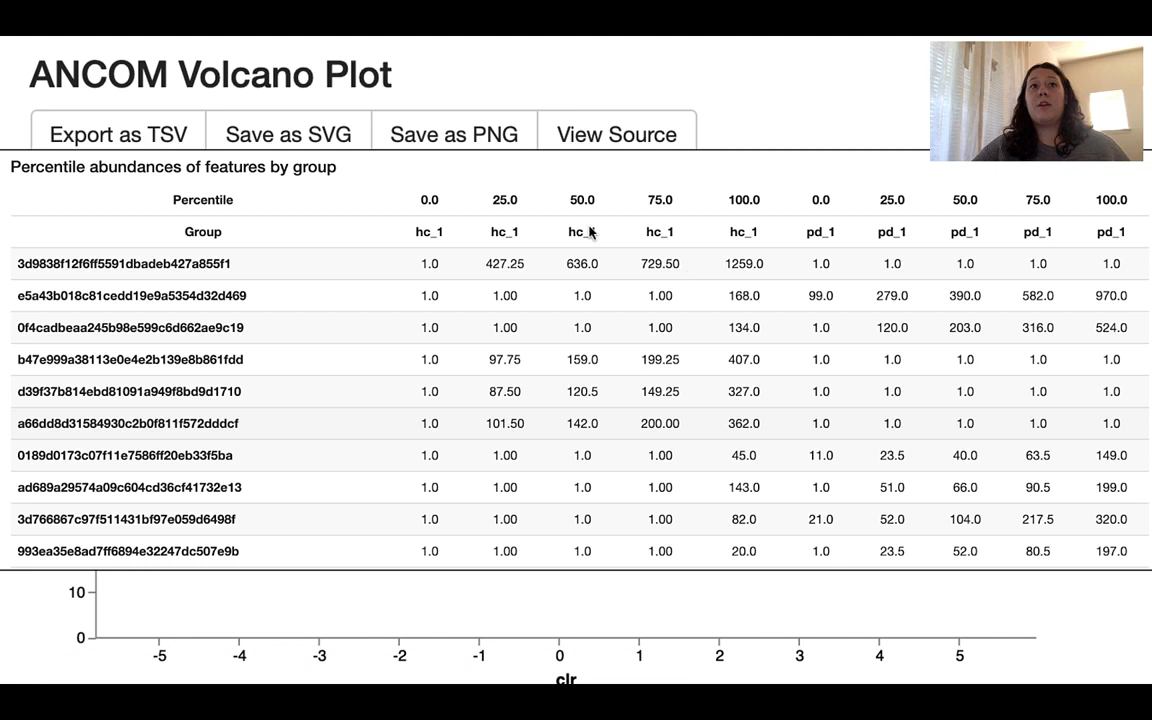 ANCOM Volcano Plot
Export as TSV Save as SVG Save as PNG View Source
Percentile abundances of features by group
Percentile 0.0 25.0 50.0 75.0 100.0 0.0 25.0 50.0 75.0 100.0
Group hc_1 hc_1 hc_1 hc_1 pd_1 pd_1 pd_1 pd_1 pd_1
3d9838f12f6ff5591dbadeb427a855f1 1.0 427.25 636.0 729.50 1259.0 1.0 1.0 1.0 1.0 1.0
e5a43b018c81cedd19e9a5354d32d469 1.0 1.00 1.0 1.00 168.0 99.0 279.0 390.0 582.0 970.0
0f4cadbeaa245b98e599c6d662ae9c19 1.0 1.00 1.0 1.00 134.0 1.0 120.0 203.0 316.0 524.0
b47e999a38113e0e4e2b139e8b861fdd 1.0 97.75 159.0 199.25 407.0 1.0 1.0 1.0 1.0 1.0
d39f37b814ebd81091a949f8bd9d1710 1.0 87.50 120.5 149.25 327.0 1.0 1.0 1.0 1.0 1.0
a66dd8d31584930c2b0f811f572dddcf 1.0 101.50 142.0 200.00 362.0 1.0 1.0 1.0 1.0 1.0
0189d0173c07f11e7586ff20eb33f5ba 1.0 1.00 1.0 1.00 45.0 11.0 23.5 40.0 63.5 149.0
ad689a29574a09c604cd36cf41732e13 1.0 1.00 1.0 1.00 143.0 1.0 51.0 66.0 90.5 199.0
3d766867c97f511431bf97e059d6498f 1.0 1.00 1.0 1.00 82.0 21.0 52.0 104.0 217.5 320.0
993ea35e8ad7ff6894e32247dc507e9b 1.0 1.00 1.0 1.00 20.0 1.0 23.5 52.0 80.5 197.0
10
0
-5 -4 -3 -2 -1 0 1 2 3 4 5
clr